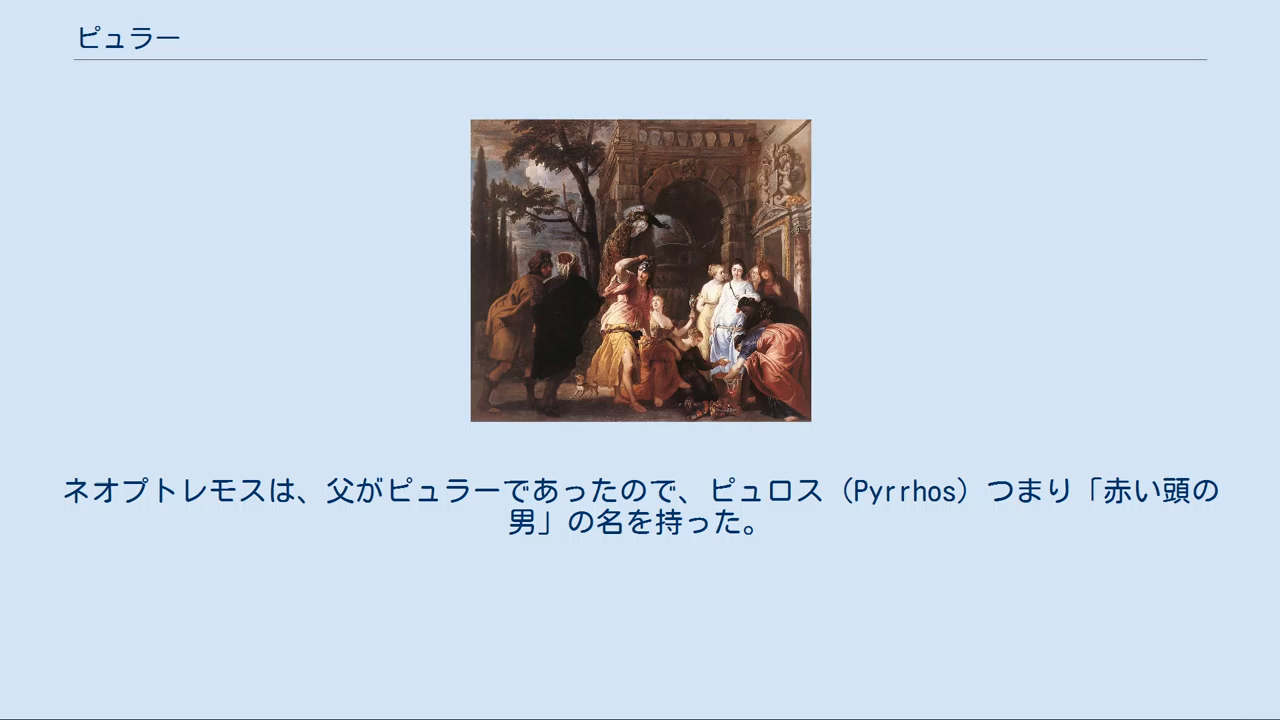 ピュラー
ネオプトレモスは、父がピュラーであったので、ピュロス（Pyrrhos）つまり「赤い頭の
男」の名を持った。